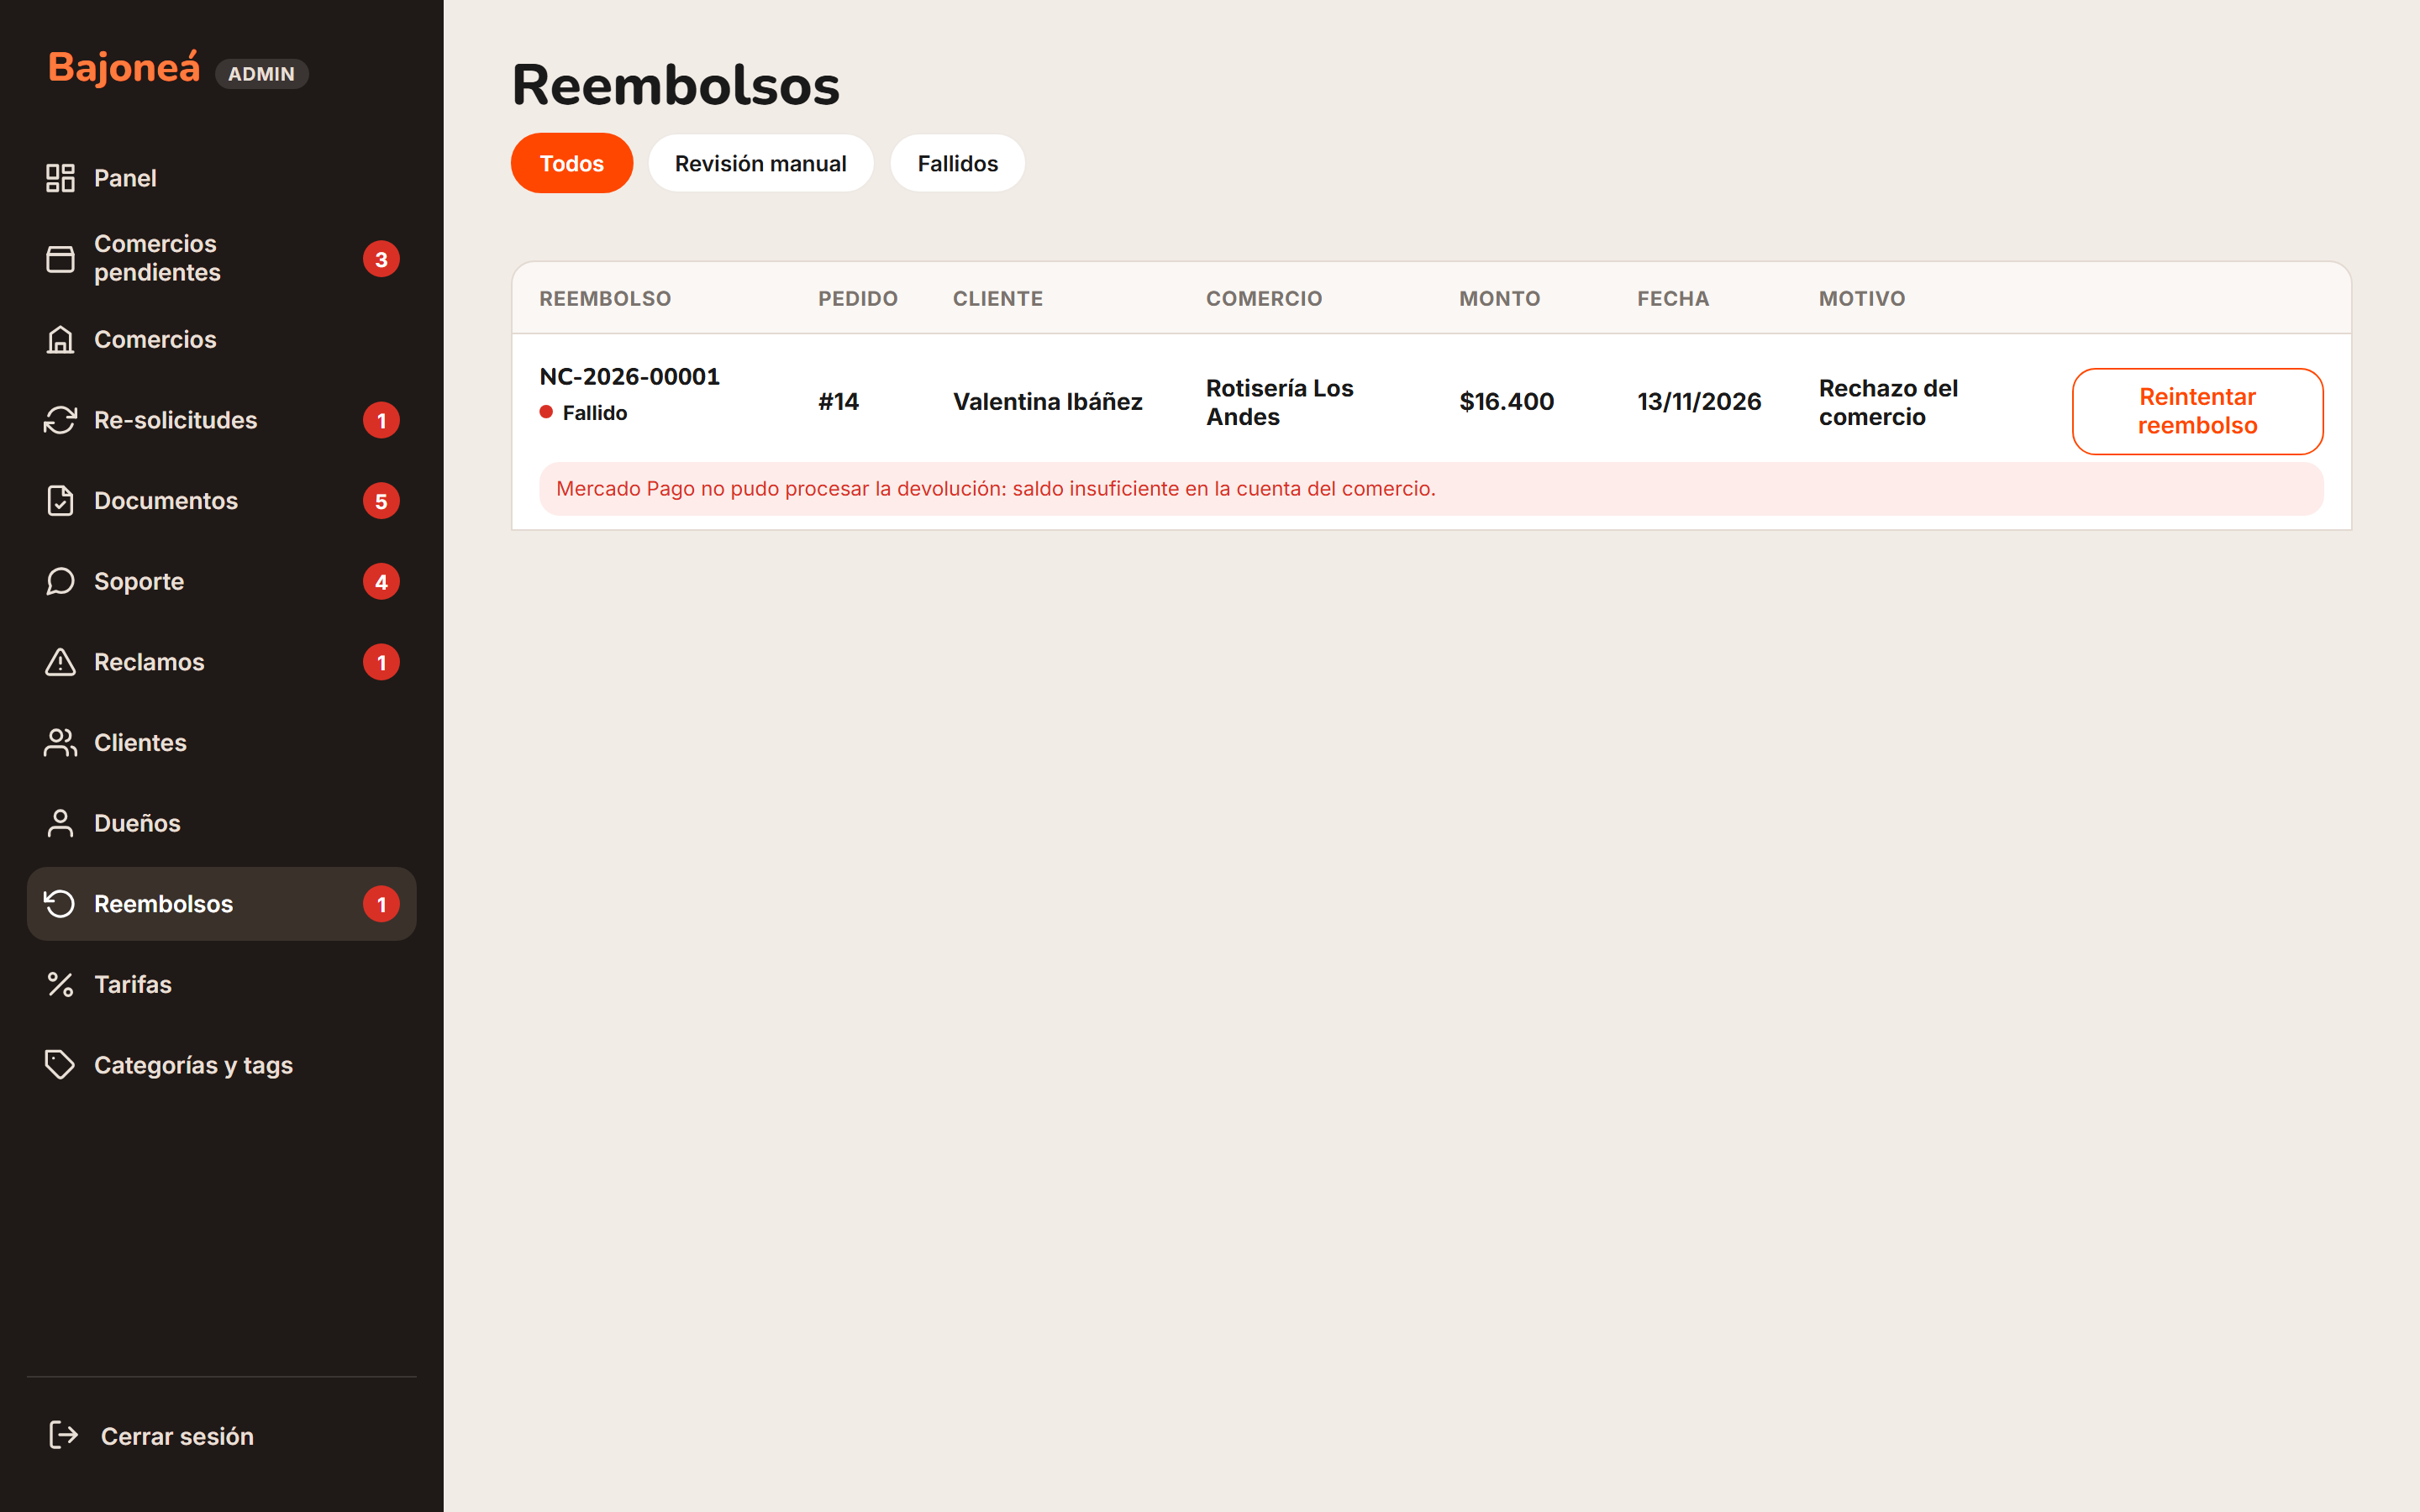 Bajoneá ADMIN
Panel
Comercios
pendientes 3
Comercios
Re-solicitudes 1
Documentos 5
Soporte 4
Reclamos 1
Clientes
Dueños
Reembolsos 1
Tarifas
Categorías y tags
Cerrar sesión
Reembolsos
Todos Revisión manual Fallidos
REEMBOLSO PEDIDO CLIENTE COMERCIO MONTO FECHA MOTIVO
NC-2026-00001
Fallido
#14
Valentina Ibáñez
Rotisería Los
Andes
$16.400
13/11/2026
Rechazo del
comercio
Reintentar
reembolso
Mercado Pago no pudo procesar la devolución: saldo insuficiente en la cuenta del comercio.